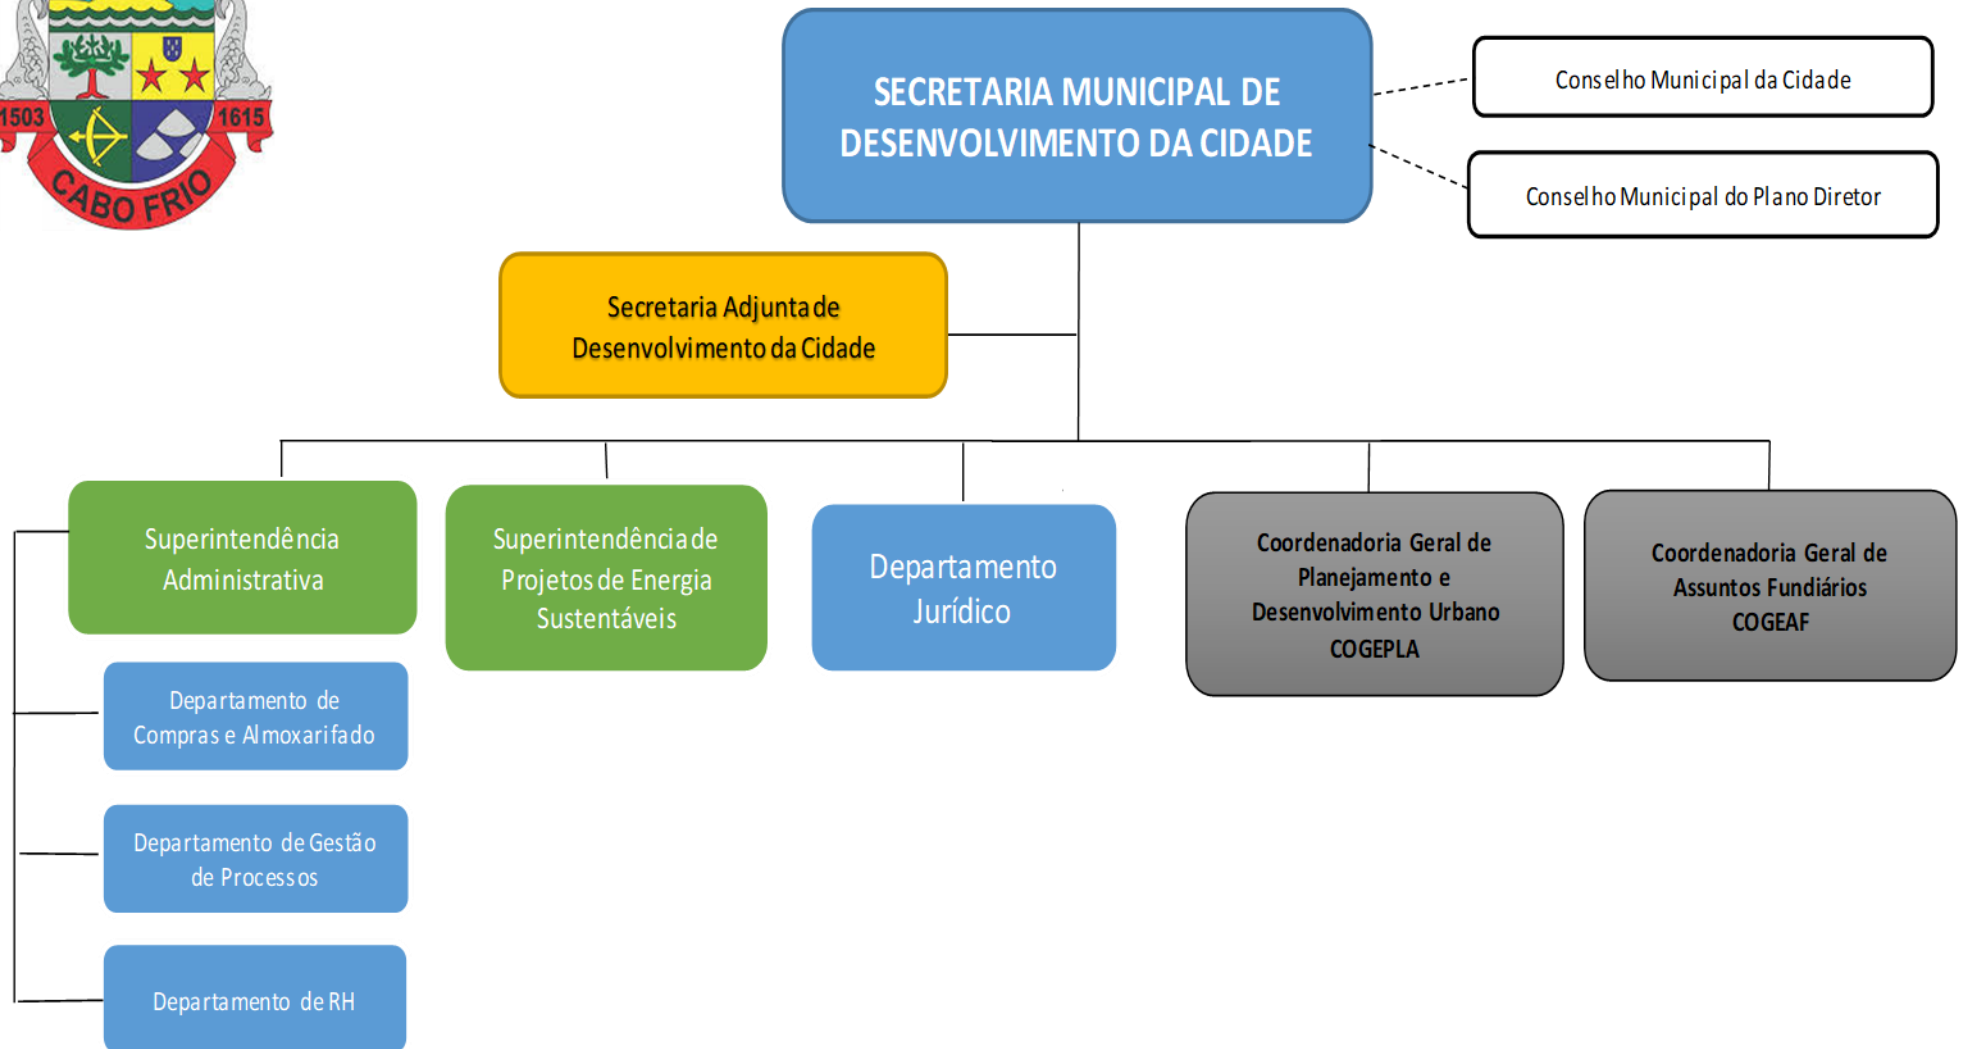 1503
1615
CABO FRIO
SECRETARIA MUNICIPAL DE
DESENVOLVIMENTO DA CIDADE
Conselho Municipal da Cidade
Conselho Municipal do Plano Diretor
Secretaria Adjunta de
Desenvolvimento da Cidade
Superintendência
Administrativa
Superintendência de
Projetos de Energia
Sustentáveis
Departamento
Jurídico
Coordenadoria Geral de
Planejamento e
Desenvolvimento Urbano
COGEPLA
Coordenadoria Geral de
Assuntos Fundiários
COGEAF
Departamento de
Compras e Almoxarifado
Departamento de Gestão
de Processos
Departamento de RH